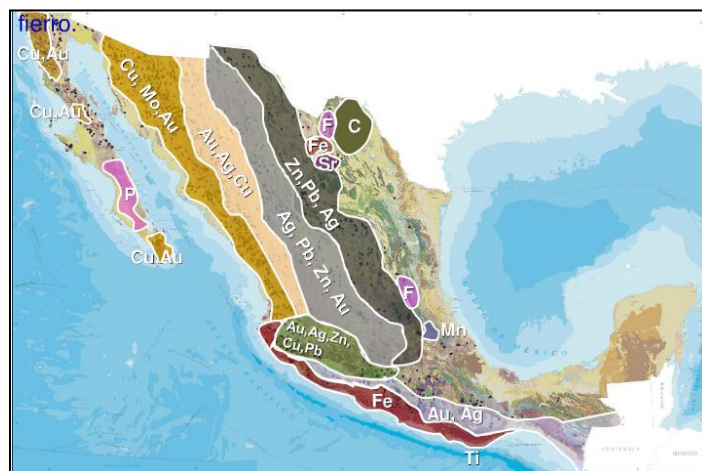 fierro.
Cu,Au
Cu, Mo,Au
Au,Ag,Cu
Cu,Au
F
C
Fe
Sr
Zn,Pb, Ag
P
Ag, Pb, Zn, Au
Cu,Au
F
Mn
Au,Ag,Zn,
Cu,Pb
Fe
Au, Ag
Ti